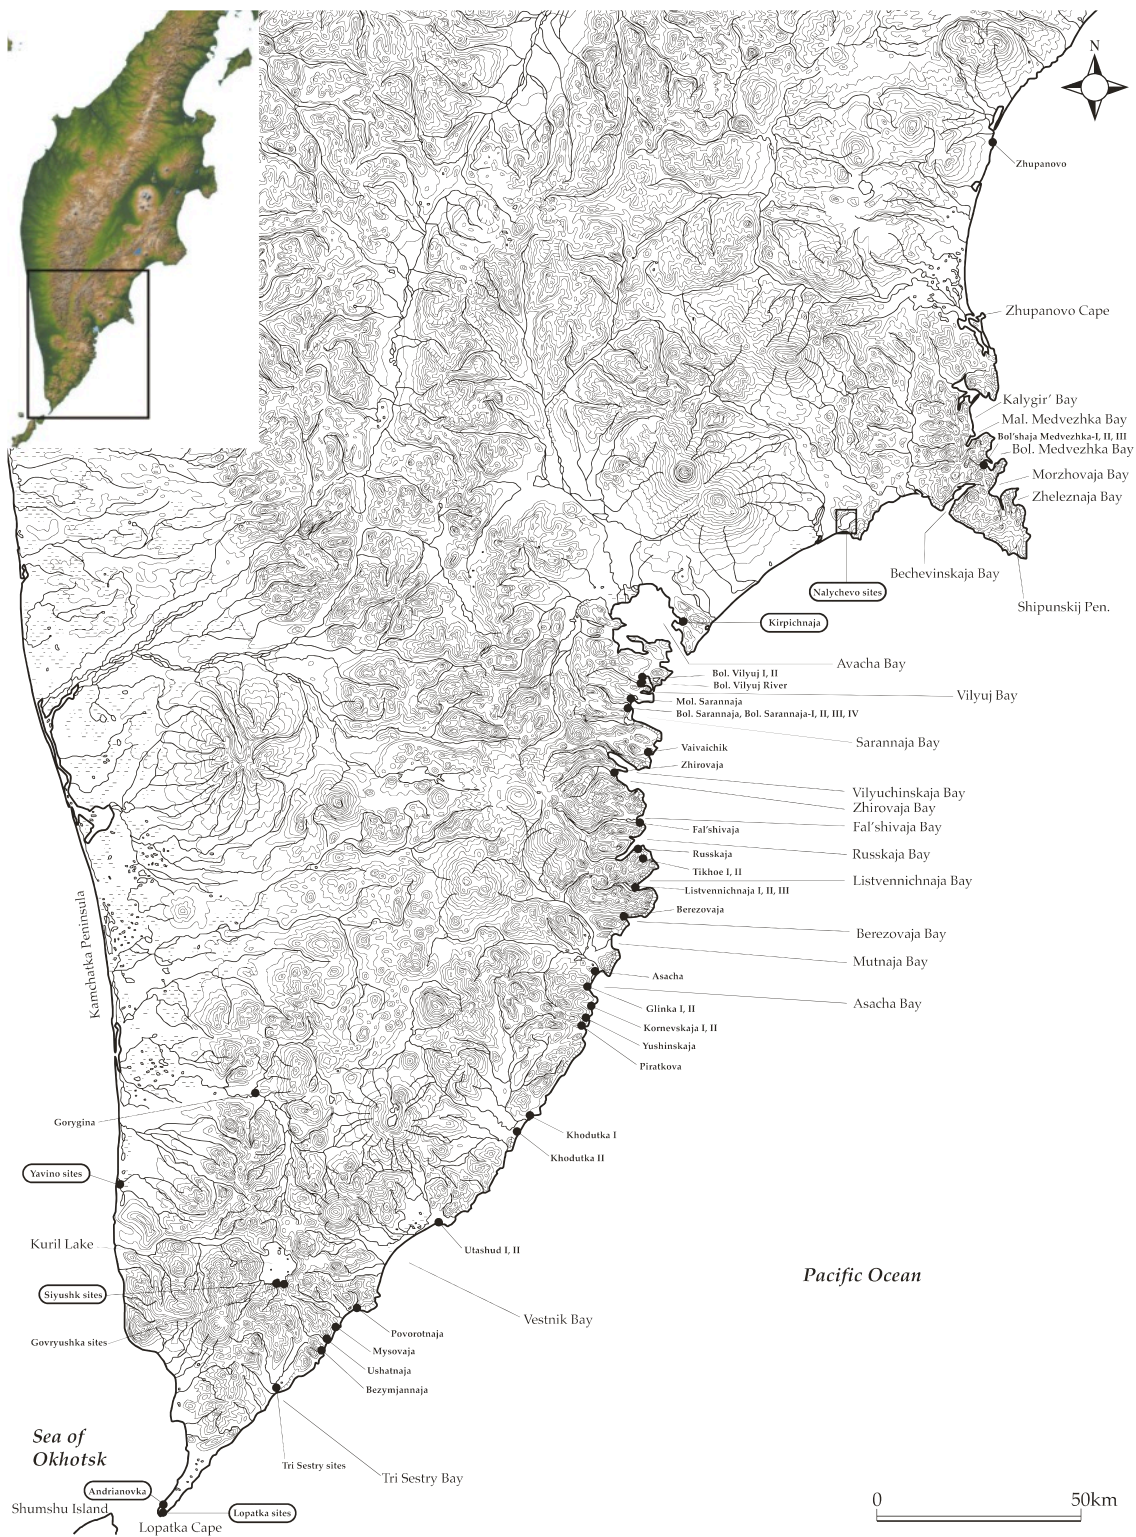 N
Zhupanovo
Zhupanovo Cape
Kalygir' Bay
Mal. Medvezhka Bay
Bol'shaja Medvezhka-I, II, III
Bol. Medvezhka Bay
Morzhovaja Bay
Zheleznaja Bay
Bechevinskaja Bay
Nalychevo sites
Shipunskij Pen.
Kirpichnaja
Avacha Bay
Bol. Vilyuj I, II
Bol. Vilyuj River
Vilyuj Bay
Mol. Sarannaja
Bol. Sarannaja, Bol. Sarannaja-I, II, III, IV
Sarannaja Bay
Vaivaichik
Zhirovaja
Vilyuchinskaja Bay
Zhirovaja Bay
Fal'shivaja Bay
Fal'shivaja
Russkaja
Russkaja Bay
Tikhoe I, II
Listvennichnaja Bay
Listvennichnaja I, II, III
Berezovaja
Berezovaja Bay
Kamchatka Peninsula
Mutnaja Bay
Asacha
Asacha Bay
Glinka I, II
Kornevskaja I, II
Yushinskaja
Piratkova
Gorygina
Khodutka I
Khodutka II
Yavino sites
Kuril Lake
Utashud I, II
Pacific Ocean
Siyushk sites
Vestnik Bay
Povorotnaja
Govryushka sites
Mysovaja
Ushatnaja
Bezymjannaja
Sea of
Okhotsk
Tri Sestry sites
Tri Sestry Bay
Andrianovka
Shumshu Island
Lopatka sites
Lopatka Cape
0 50km